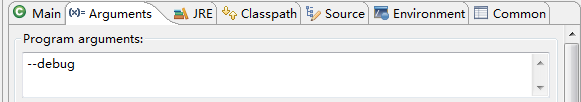 Main (x)= Arguments JRE Classpath Source Environment Common
Program arguments:
--debug